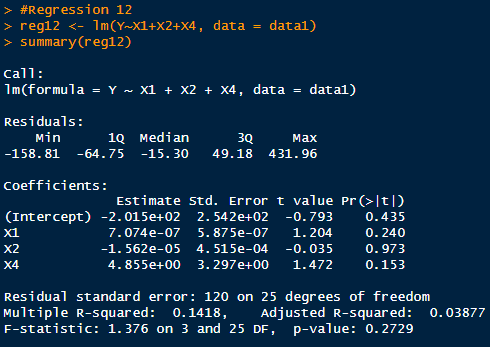 > #Regression 12
> reg12 <- lm(Y~X1+X2+X4, data = data1)
> summary(reg12)
Call:
lm(formula = Y ~ X1 + X2 + X4, data = data1)
Residuals:
Min 1Q Median 3Q Max
-158.81 -64.75 -15.30 49.18 431.96
Coefficients:
Estimate Std. Error t value Pr(>|t|)
(Intercept) -2.015e+02 2.542e+02 -0.793 0.435
X1 7.074e-07 5.875e-07 1.204 0.240
X2 -1.562e-05 4.515e-04 -0.035 0.973
X4 4.855e+00 3.297e+00 1.472 0.153
Residual standard error: 120 on 25 degrees of freedom
Multiple R-squared: 0.1418, Adjusted R-squared: 0.03877
F-statistic: 1.376 on 3 and 25 DF, p-value: 0.2729